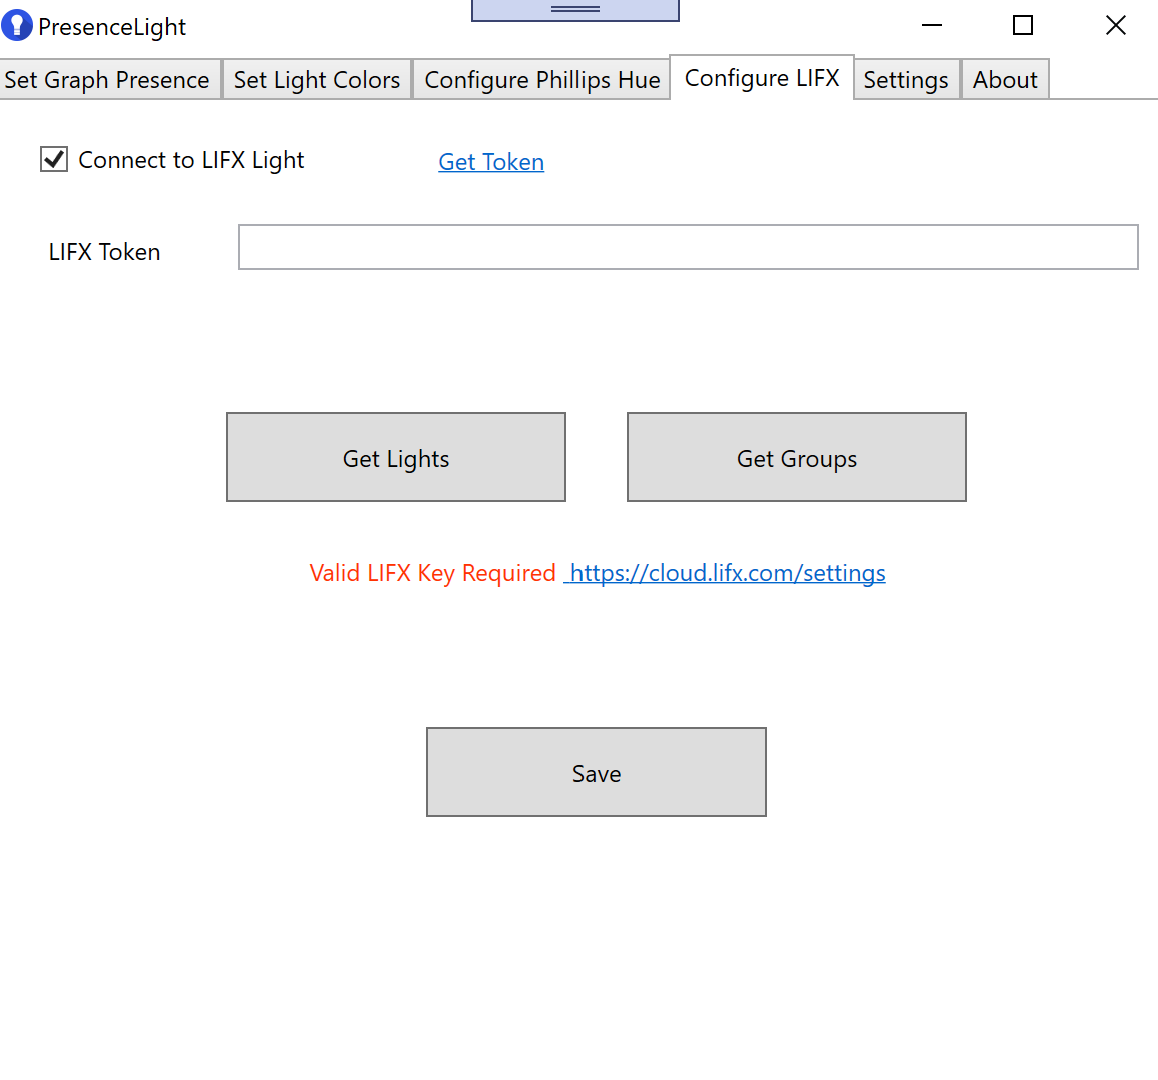 PresenceLight
Set Graph Presence Set Light Colors Configure Phillips Hue Configure LIFX Settings About
Connect to LIFX Light Get Token
LIFX Token
Get Lights Get Groups
Valid LIFX Key Required https://cloud.lifx.com/settings
Save